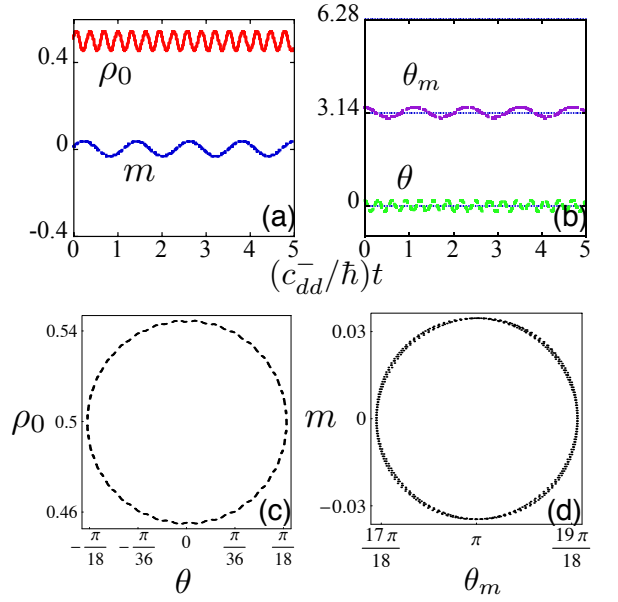 6.28
0.4
ρ₀
θₘ
3.14
0
m
θ
0
-0.4
(a)
(b)
0 1 2 3 4 5
0 1 2 3 4 5
(c⁻dd/ħ)t
0.54
0.03
ρ₀ 0.5
m 0
0.46
-0.03
(c)
(d)
-π/18 -π/36 0 π/36 π/18
17π/18 π 19π/18
θ
θₘ